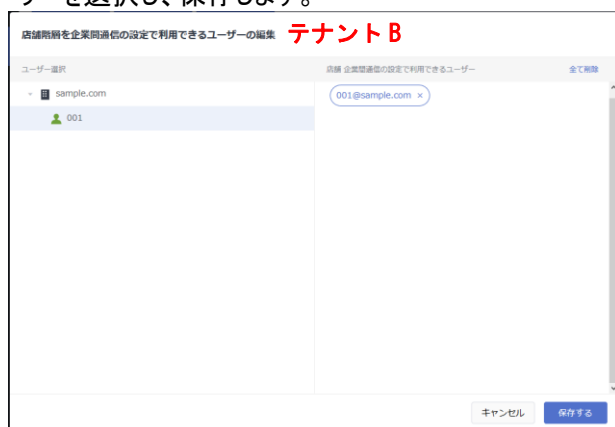 ザーを選択し、保存します。
店舗階層を企業間通信の設定で利用できるユーザーの編集 テナントB
ユーザー選択
店舗 企業間通信の設定で利用できるユーザー 全て削除
sample.com
001@sample.com ×
001
キャンセル 保存する